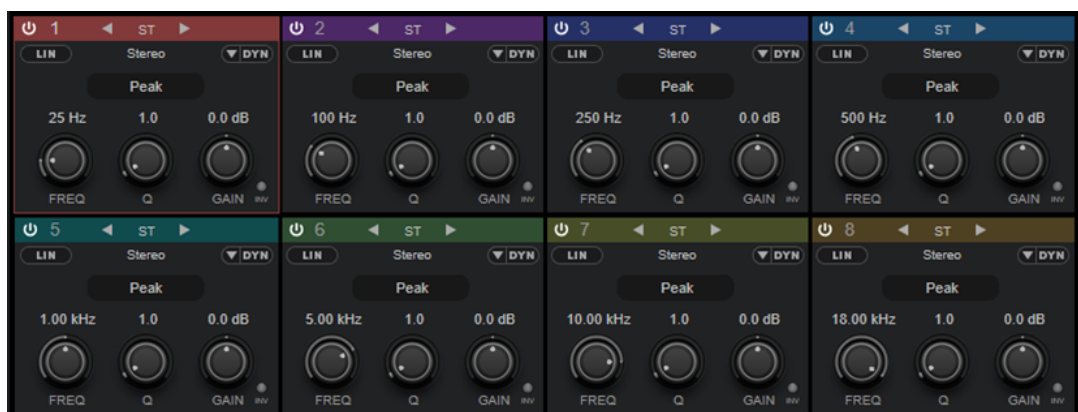 1 ST 2 ST 3 ST 4 ST
LIN Stereo DYN LIN Stereo DYN LIN Stereo DYN LIN Stereo DYN
Peak Peak Peak Peak
25 Hz 1.0 0.0 dB 100 Hz 1.0 0.0 dB 250 Hz 1.0 0.0 dB 500 Hz 1.0 0.0 dB
FREQ Q GAIN INV FREQ Q GAIN INV FREQ Q GAIN INV FREQ Q GAIN INV
5 ST 6 ST 7 ST 8 ST
LIN Stereo DYN LIN Stereo DYN LIN Stereo DYN LIN Stereo DYN
Peak Peak Peak Peak
1.00 kHz 1.0 0.0 dB 5.00 kHz 1.0 0.0 dB 10.00 kHz 1.0 0.0 dB 18.00 kHz 1.0 0.0 dB
FREQ Q GAIN INV FREQ Q GAIN INV FREQ Q GAIN INV FREQ Q GAIN INV